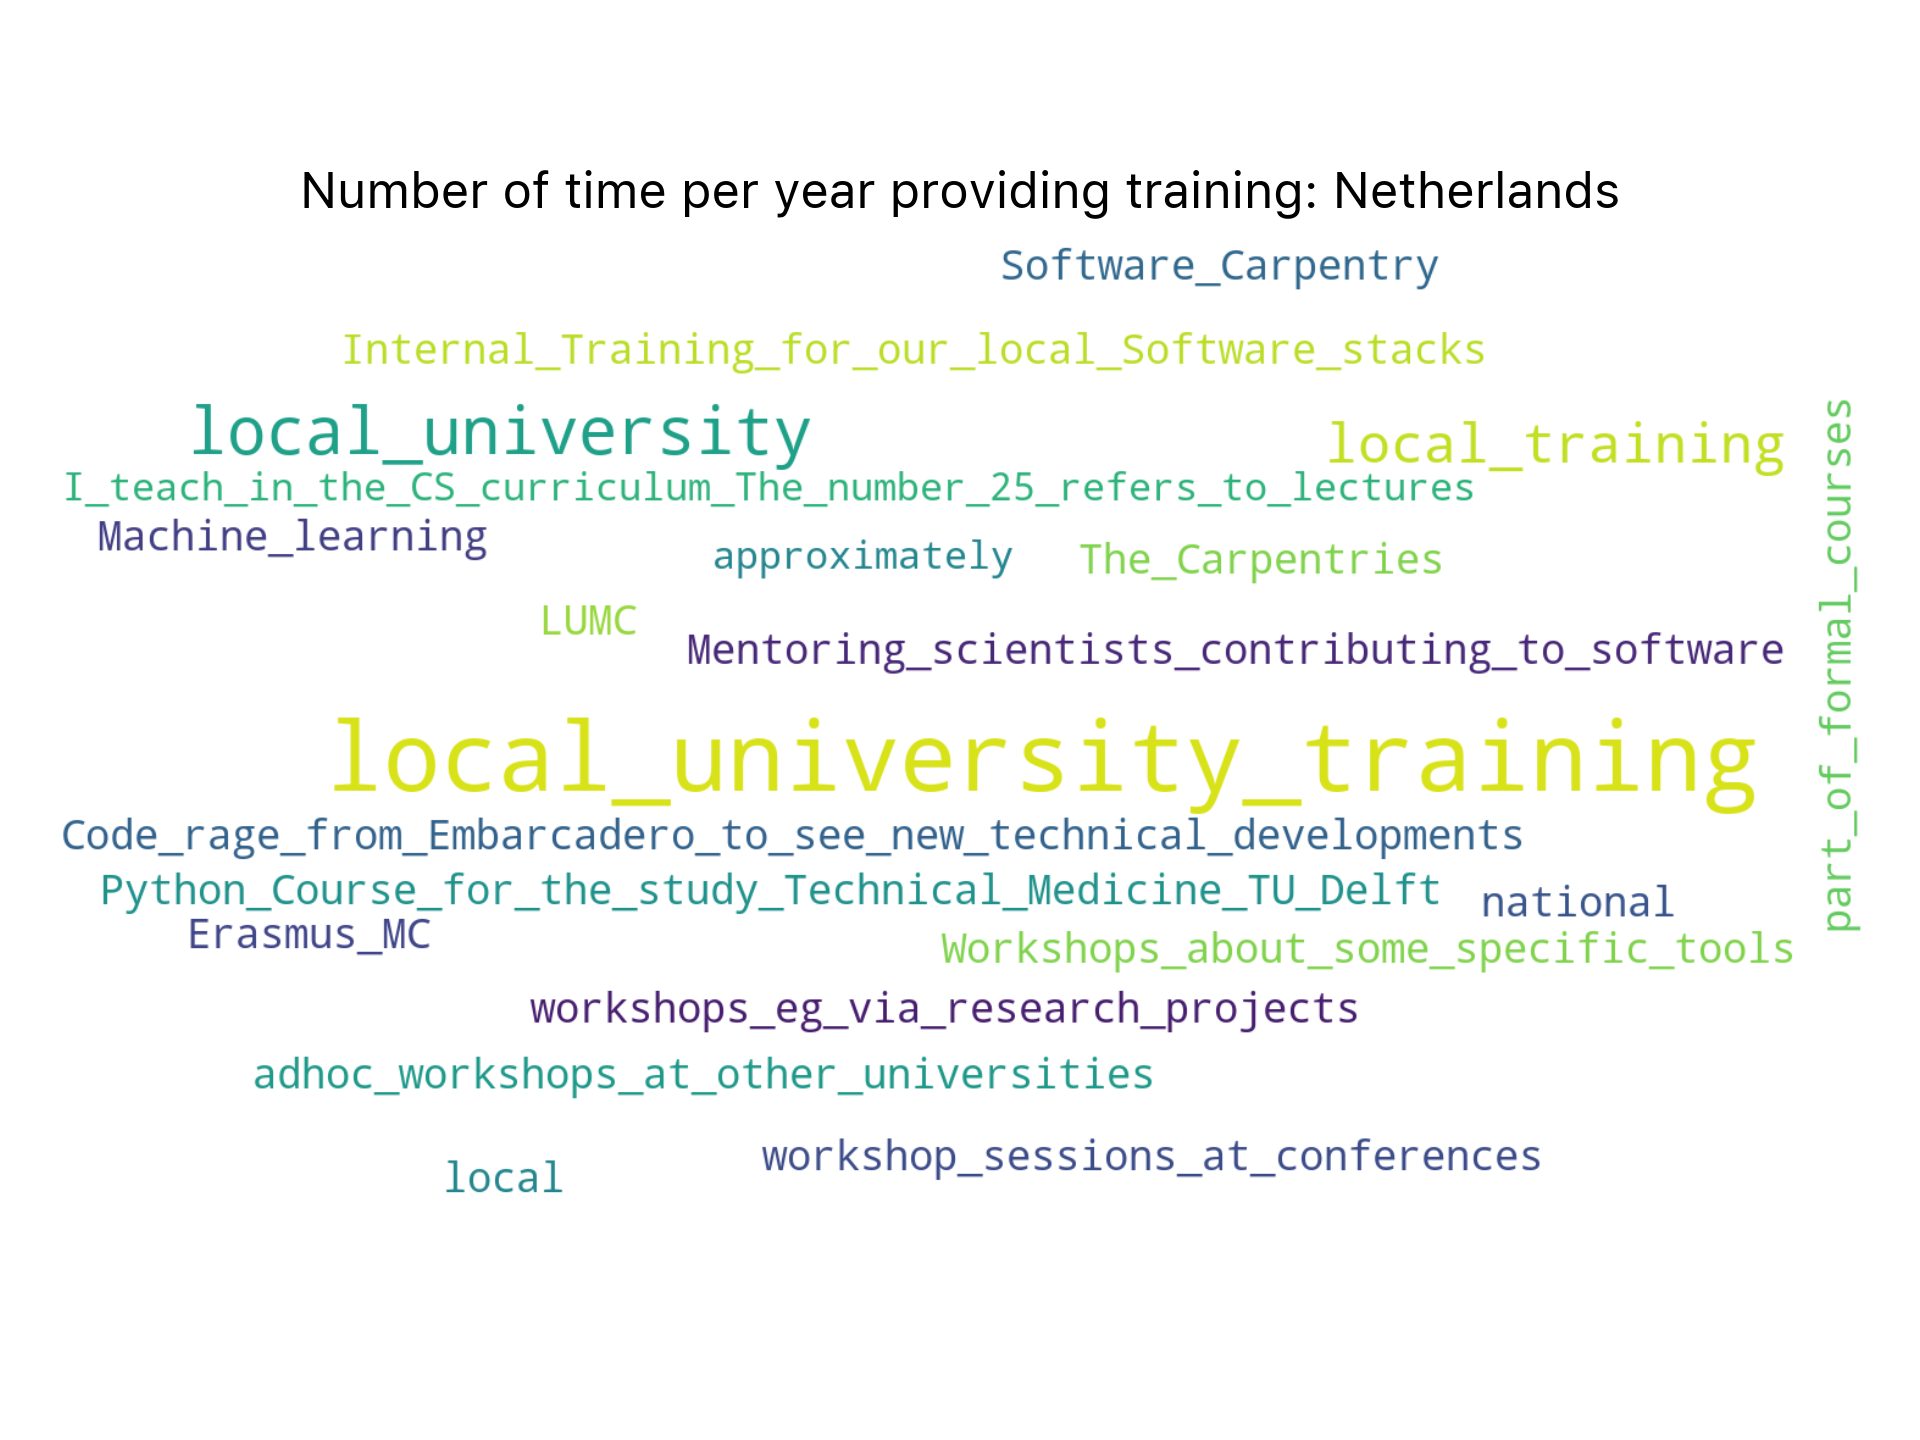 Number of time per year providing training: Netherlands
Software_Carpentry
Internal_Training_for_our_local_Software_stacks
local_university
local_training
I_teach_in_the_CS_curriculum_The_number_25_refers_to_lectures
part_of_formal_courses
Machine_learning
approximately
The_Carpentries
LUMC
Mentoring_scientists_contributing_to_software
local_university_training
Code_rage_from_Embarcadero_to_see_new_technical_developments
Python_Course_for_the_study_Technical_Medicine_TU_Delft
national
Erasmus_MC
Workshops_about_some_specific_tools
workshops_eg_via_research_projects
adhoc_workshops_at_other_universities
workshop_sessions_at_conferences
local